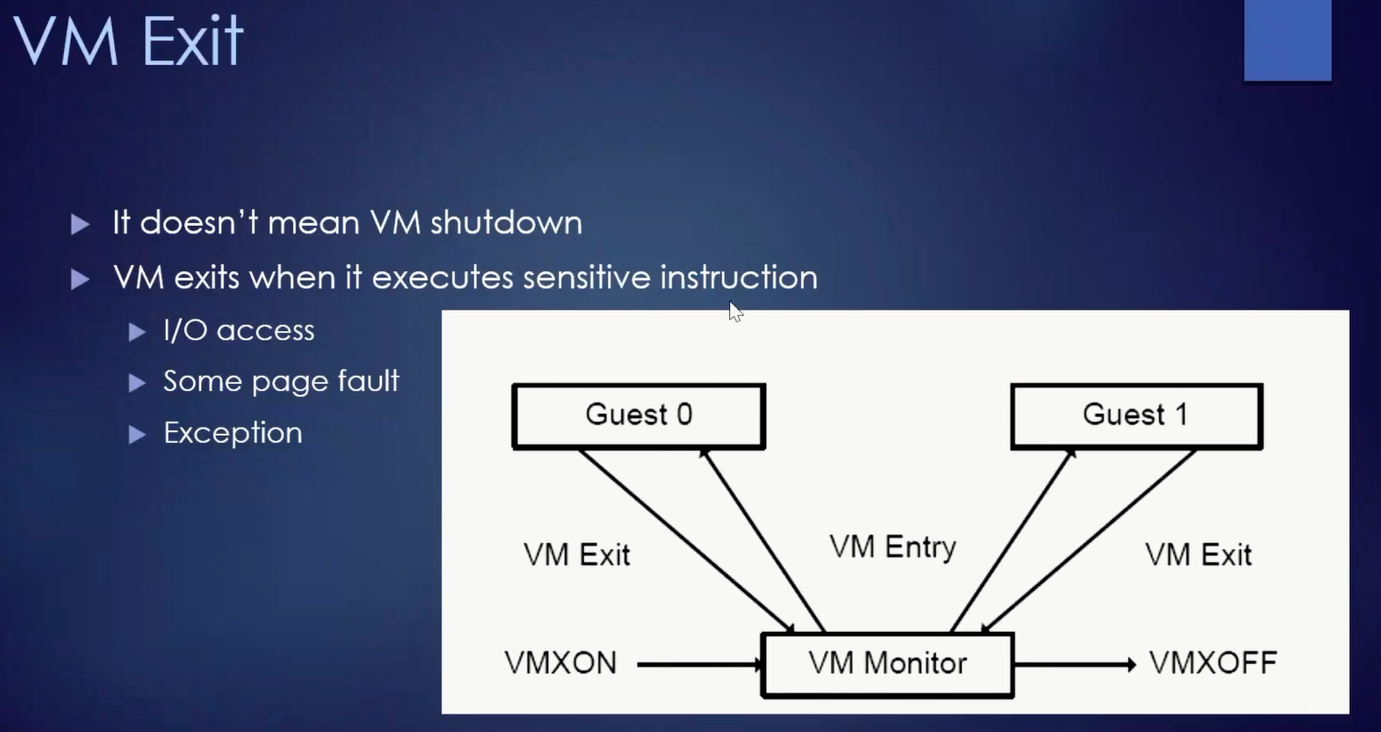 VM Exit
It doesn't mean VM shutdown
VM exits when it executes sensitive instruction
I/O access
Some page fault
Exception
Guest 0
Guest 1
VM Exit
VM Entry
VM Exit
VMXON
VM Monitor
VMXOFF